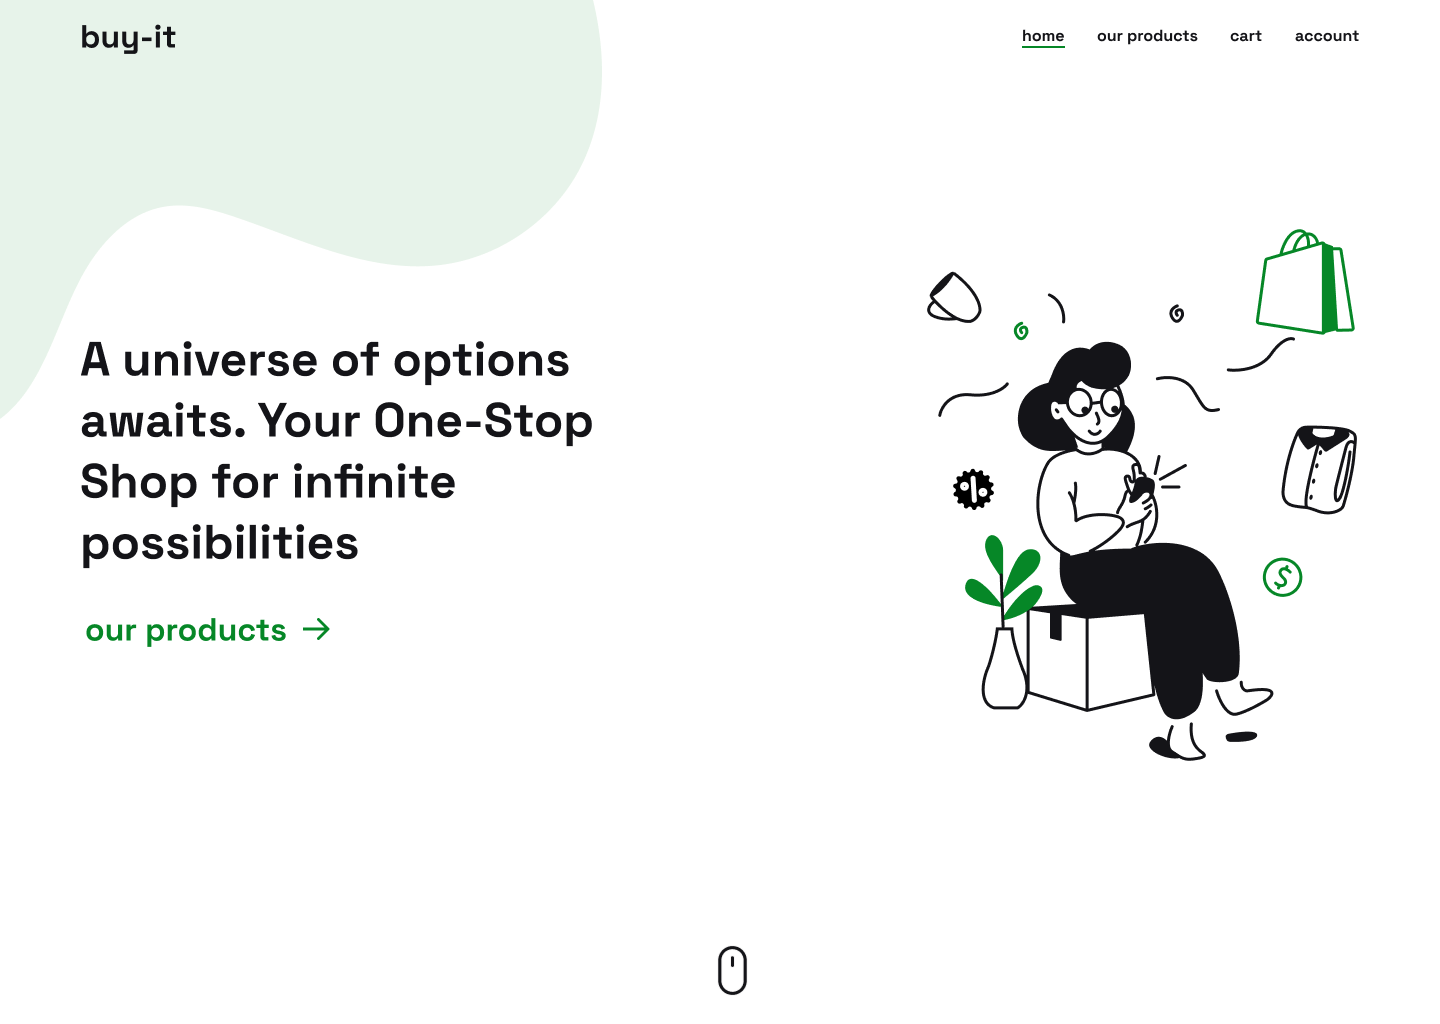 buy-it
home our products cart account
A universe of options
awaits. Your One-Stop
Shop for infinite
possibilities
our products →
%
$